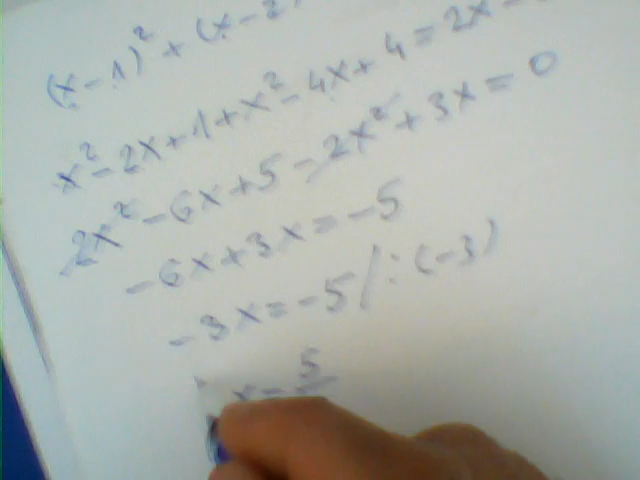 (x-1)² + (x-2)
x²-2x+1+x²-4x+4=2x
2x²-6x+5-2x²+3x=0
-6x+3x=-5
-3x=-5/:(-3)
x=5